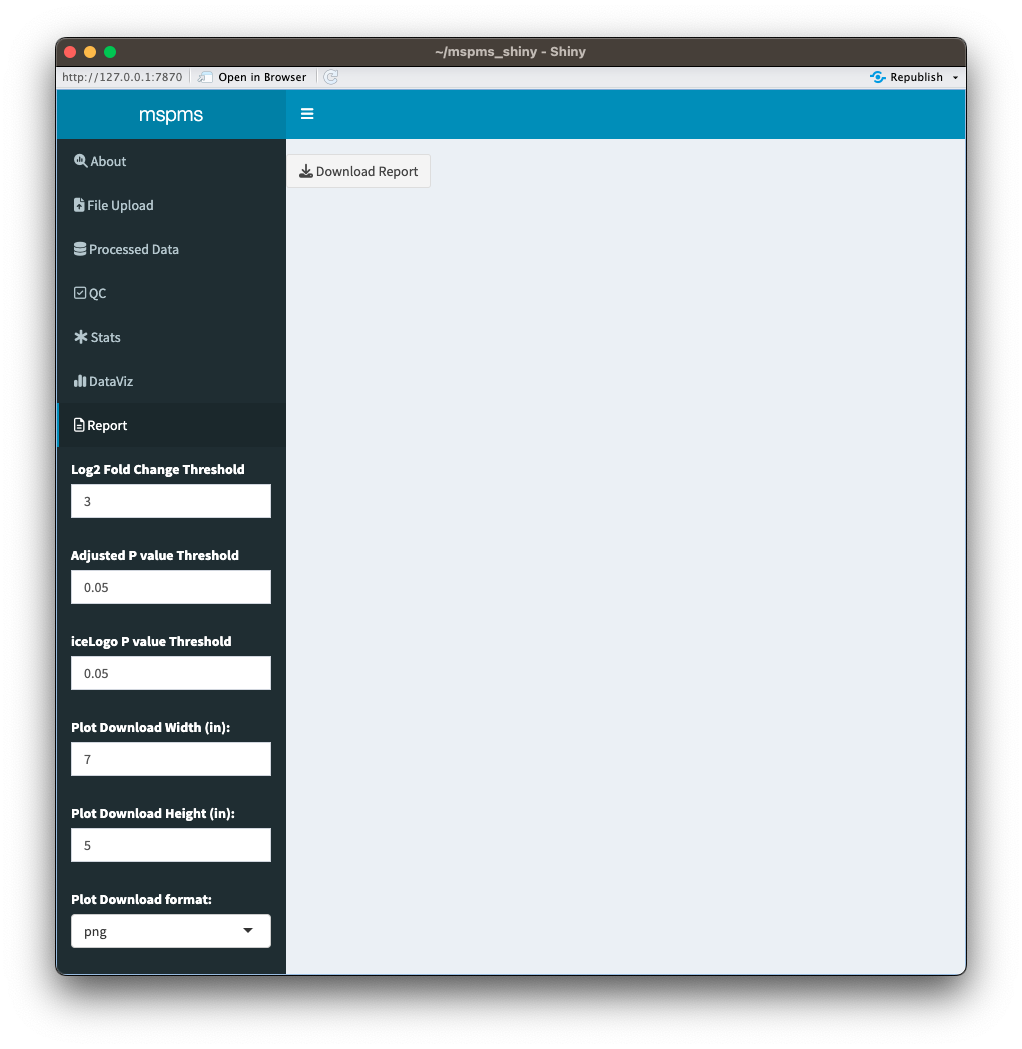 ~/mspms_shiny - Shiny
http://127.0.0.1:7870 Open in Browser Republish
mspms
About
Download Report
File Upload
Processed Data
QC
Stats
DataViz
Report
Log2 Fold Change Threshold
3
Adjusted P value Threshold
0.05
iceLogo P value Threshold
0.05
Plot Download Width (in):
7
Plot Download Height (in):
5
Plot Download format:
png